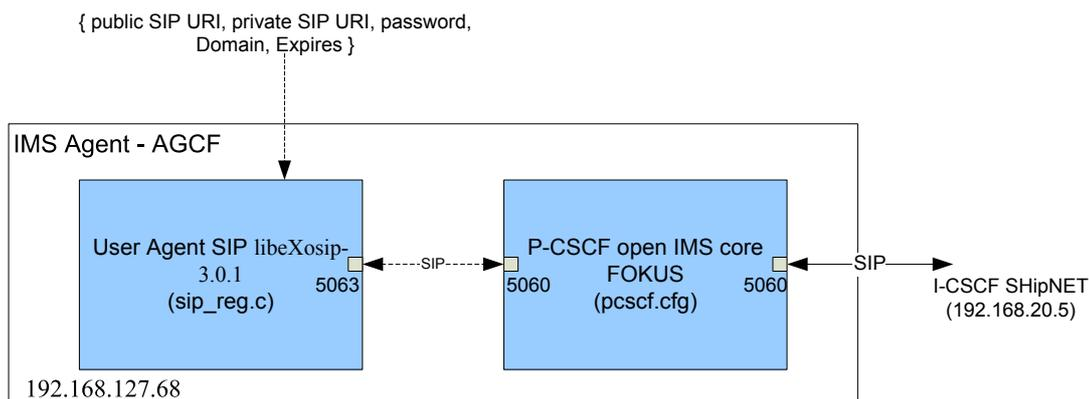 { public SIP URI, private SIP URI, password,
Domain, Expires }
IMS Agent - AGCF
User Agent SIP libeXosip-
3.0.1
(sip_reg.c)
5063
SIP
P-CSCF open IMS core
FOKUS
(pcscf.cfg)
5060
5060
SIP
I-CSCF SHipNET
(192.168.20.5)
192.168.127.68